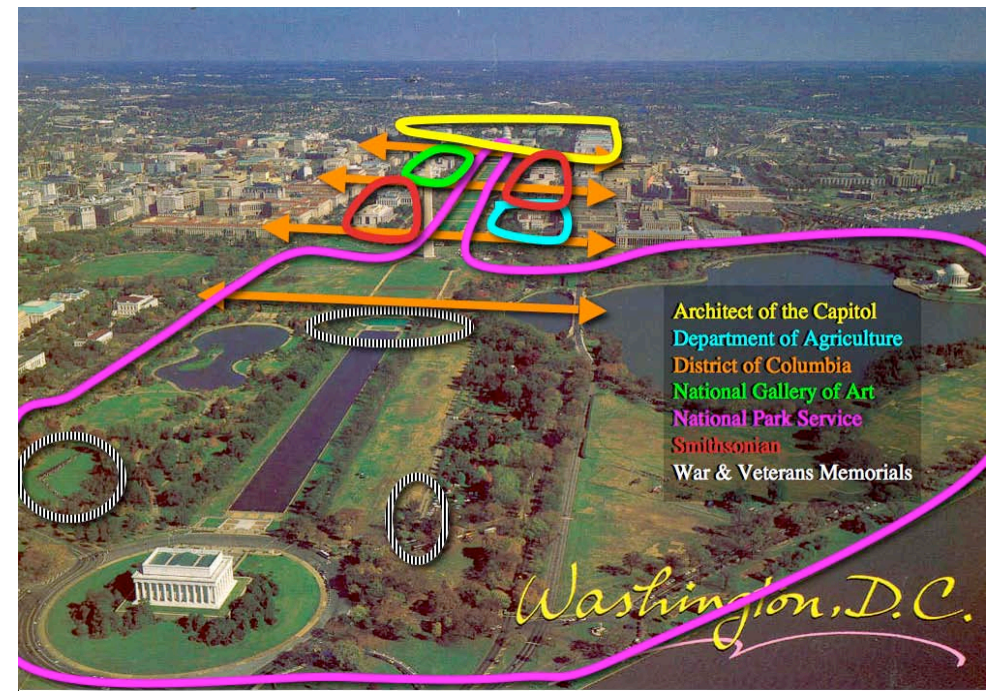 Architect of the Capitol
Department of Agriculture
District of Columbia
National Gallery of Art
National Park Service
Smithsonian
War & Veterans Memorials
Washington, D.C.